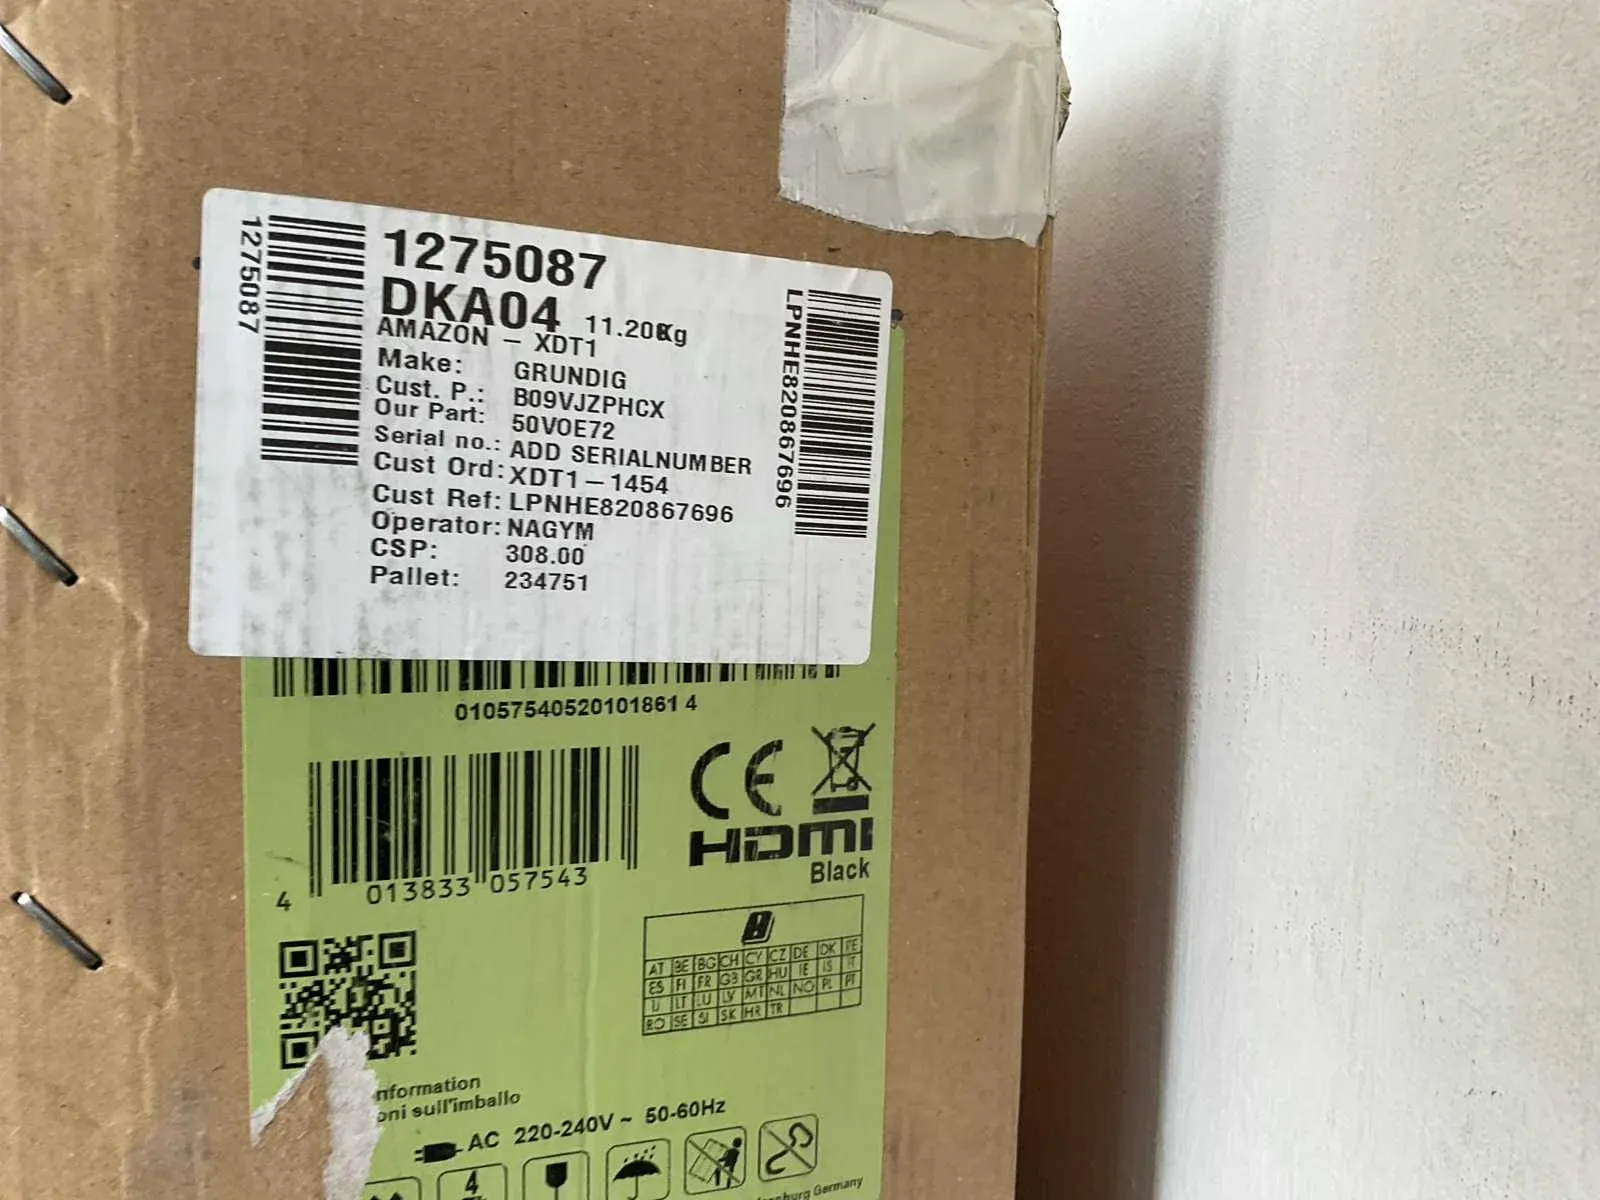 1275087
1275087
DKA04 11.20Kg
AMAZON - XDT1
Make: GRUNDIG
Cust. P.: B09VJZPHCX
Our Part: 50VOE72
Serial no.: ADD SERIALNUMBER
Cust Ord: XDT1-1454
Cust Ref: LPNHE820867696
Operator: NAGYM
CSP: 308.00
Pallet: 234751
LPNHE820867696
010575405201018614
4 013833 057543
CE
HDMI
Black
AT BE BG CH CY CZ DE DK
ES FI FR GB GR HU IE IS IT
LT LU LV MT NL NO PL PT
RO SE SI SK HR TR
nformation
oni sull'imballo
AC 220-240V ~ 50-60Hz
4
Germany